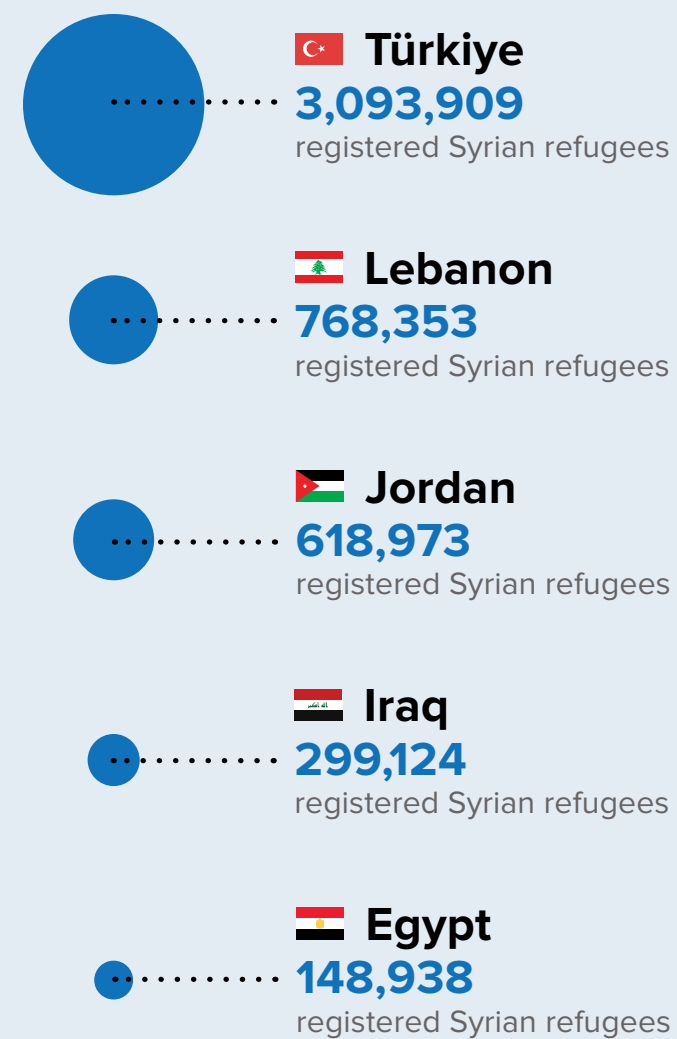 Türkiye
3,093,909
registered Syrian refugees
Lebanon
768,353
registered Syrian refugees
Jordan
618,973
registered Syrian refugees
Iraq
299,124
registered Syrian refugees
Egypt
148,938
registered Syrian refugees